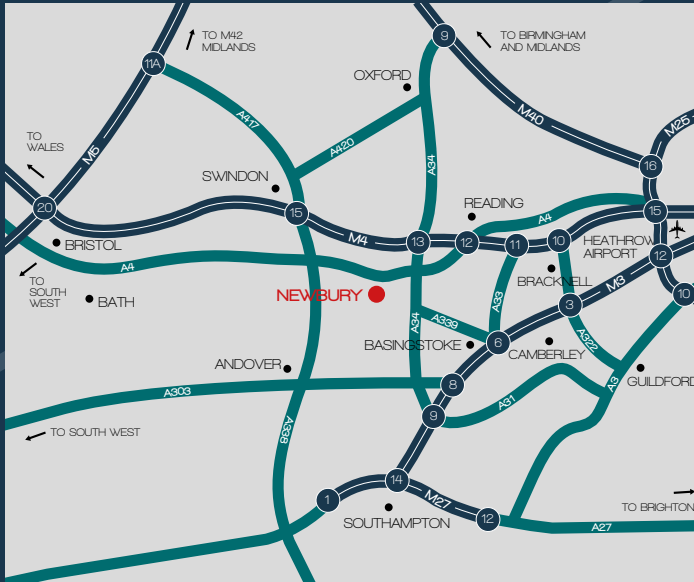 TO M42
MIDLANDS
9
TO BIRMINGHAM
AND MIDLANDS
11A
OXFORD
A417
A420
M40
M25
TO
WALES
M5
A34
16
SWINDON
20
15
READING
A4
15
BRISTOL
M4
13
12
11
10
HEATHROW
AIRPORT
12
A4
TO
SOUTH
WEST
BATH
NEWBURY
BRACKNELL
M3
10
A33
3
A34
A339
BASINGSTOKE
6
CAMBERLEY
A322
ANDOVER
GUILDFORD
8
A3
A303
9
A31
TO SOUTH WEST
A338
14
1
M27
12
SOUTHAMPTON
TO BRIGHTON
A27